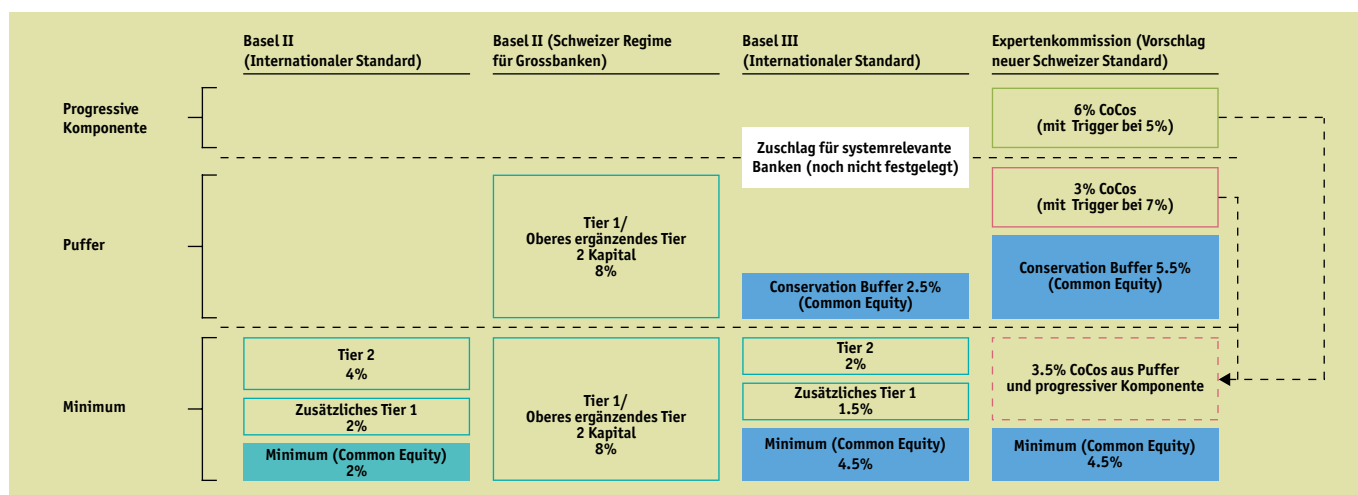 Basel II
(Internationaler Standard)
Basel II (Schweizer Regime
für Grossbanken)
Basel III
(Internationaler Standard)
Expertenkommission (Vorschlag
neuer Schweizer Standard)
Progressive
Komponente
6% CoCos
(mit Trigger bei 5%)
Zuschlag für systemrelevante
Banken (noch nicht festgelegt)
Puffer
Tier 1/
Oberes ergänzendes Tier
2 Kapital
8%
Conservation Buffer 2.5%
(Common Equity)
3% CoCos
(mit Trigger bei 7%)
Conservation Buffer 5.5%
(Common Equity)
Minimum
Tier 2
4%
Zusätzliches Tier 1
2%
Minimum (Common Equity)
2%
Tier 1/
Oberes ergänzendes Tier
2 Kapital
8%
Tier 2
2%
Zusätzliches Tier 1
1.5%
Minimum (Common Equity)
4.5%
3.5% CoCos aus Puffer
und progressiver Komponente
Minimum (Common Equity)
4.5%